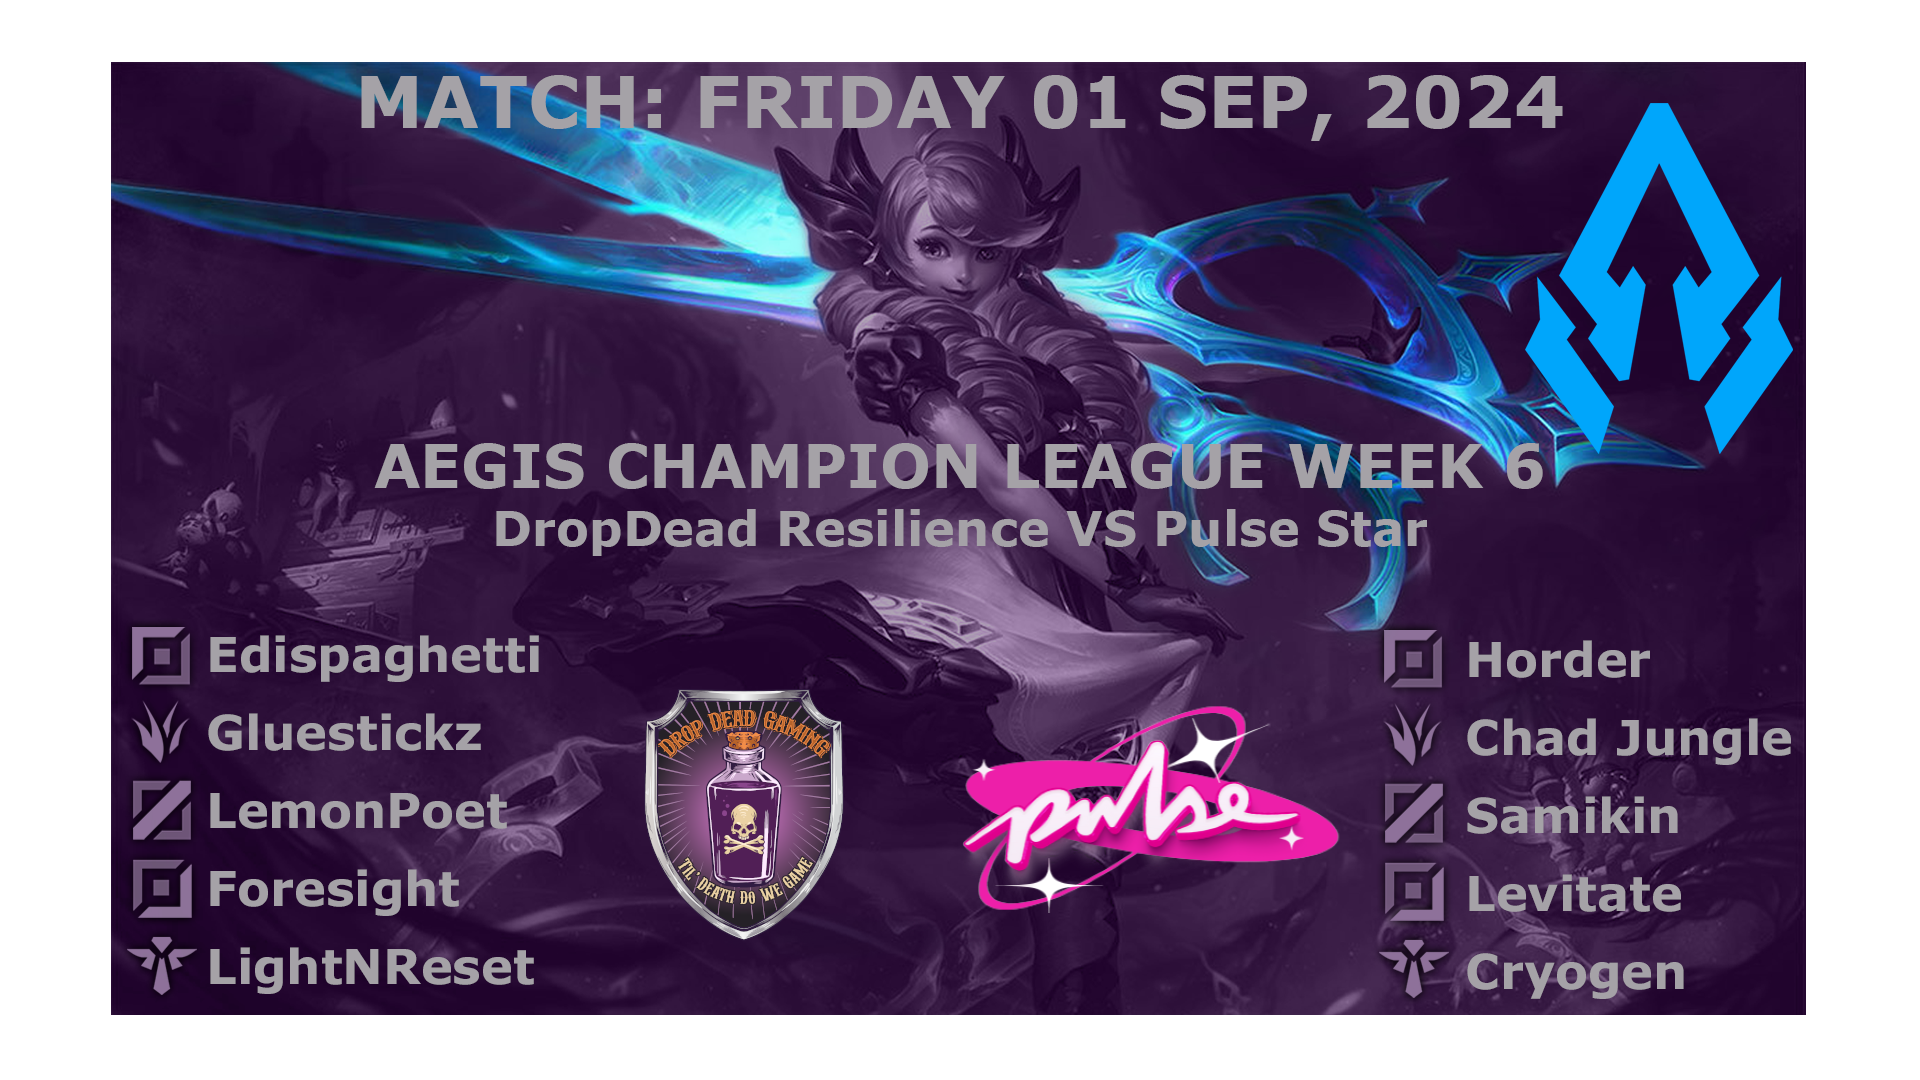 MATCH: FRIDAY 01 SEP, 2024
AEGIS CHAMPION LEAGUE WEEK 6
DropDead Resilience VS Pulse Star
Edispaghetti
Gluestickz
LemonPoet
Foresight
LightNReset
DROP DEAD GAMING
TIL' DEATH DO WE GAME
pulse
Horder
Chad Jungle
Samikin
Levitate
Cryogen